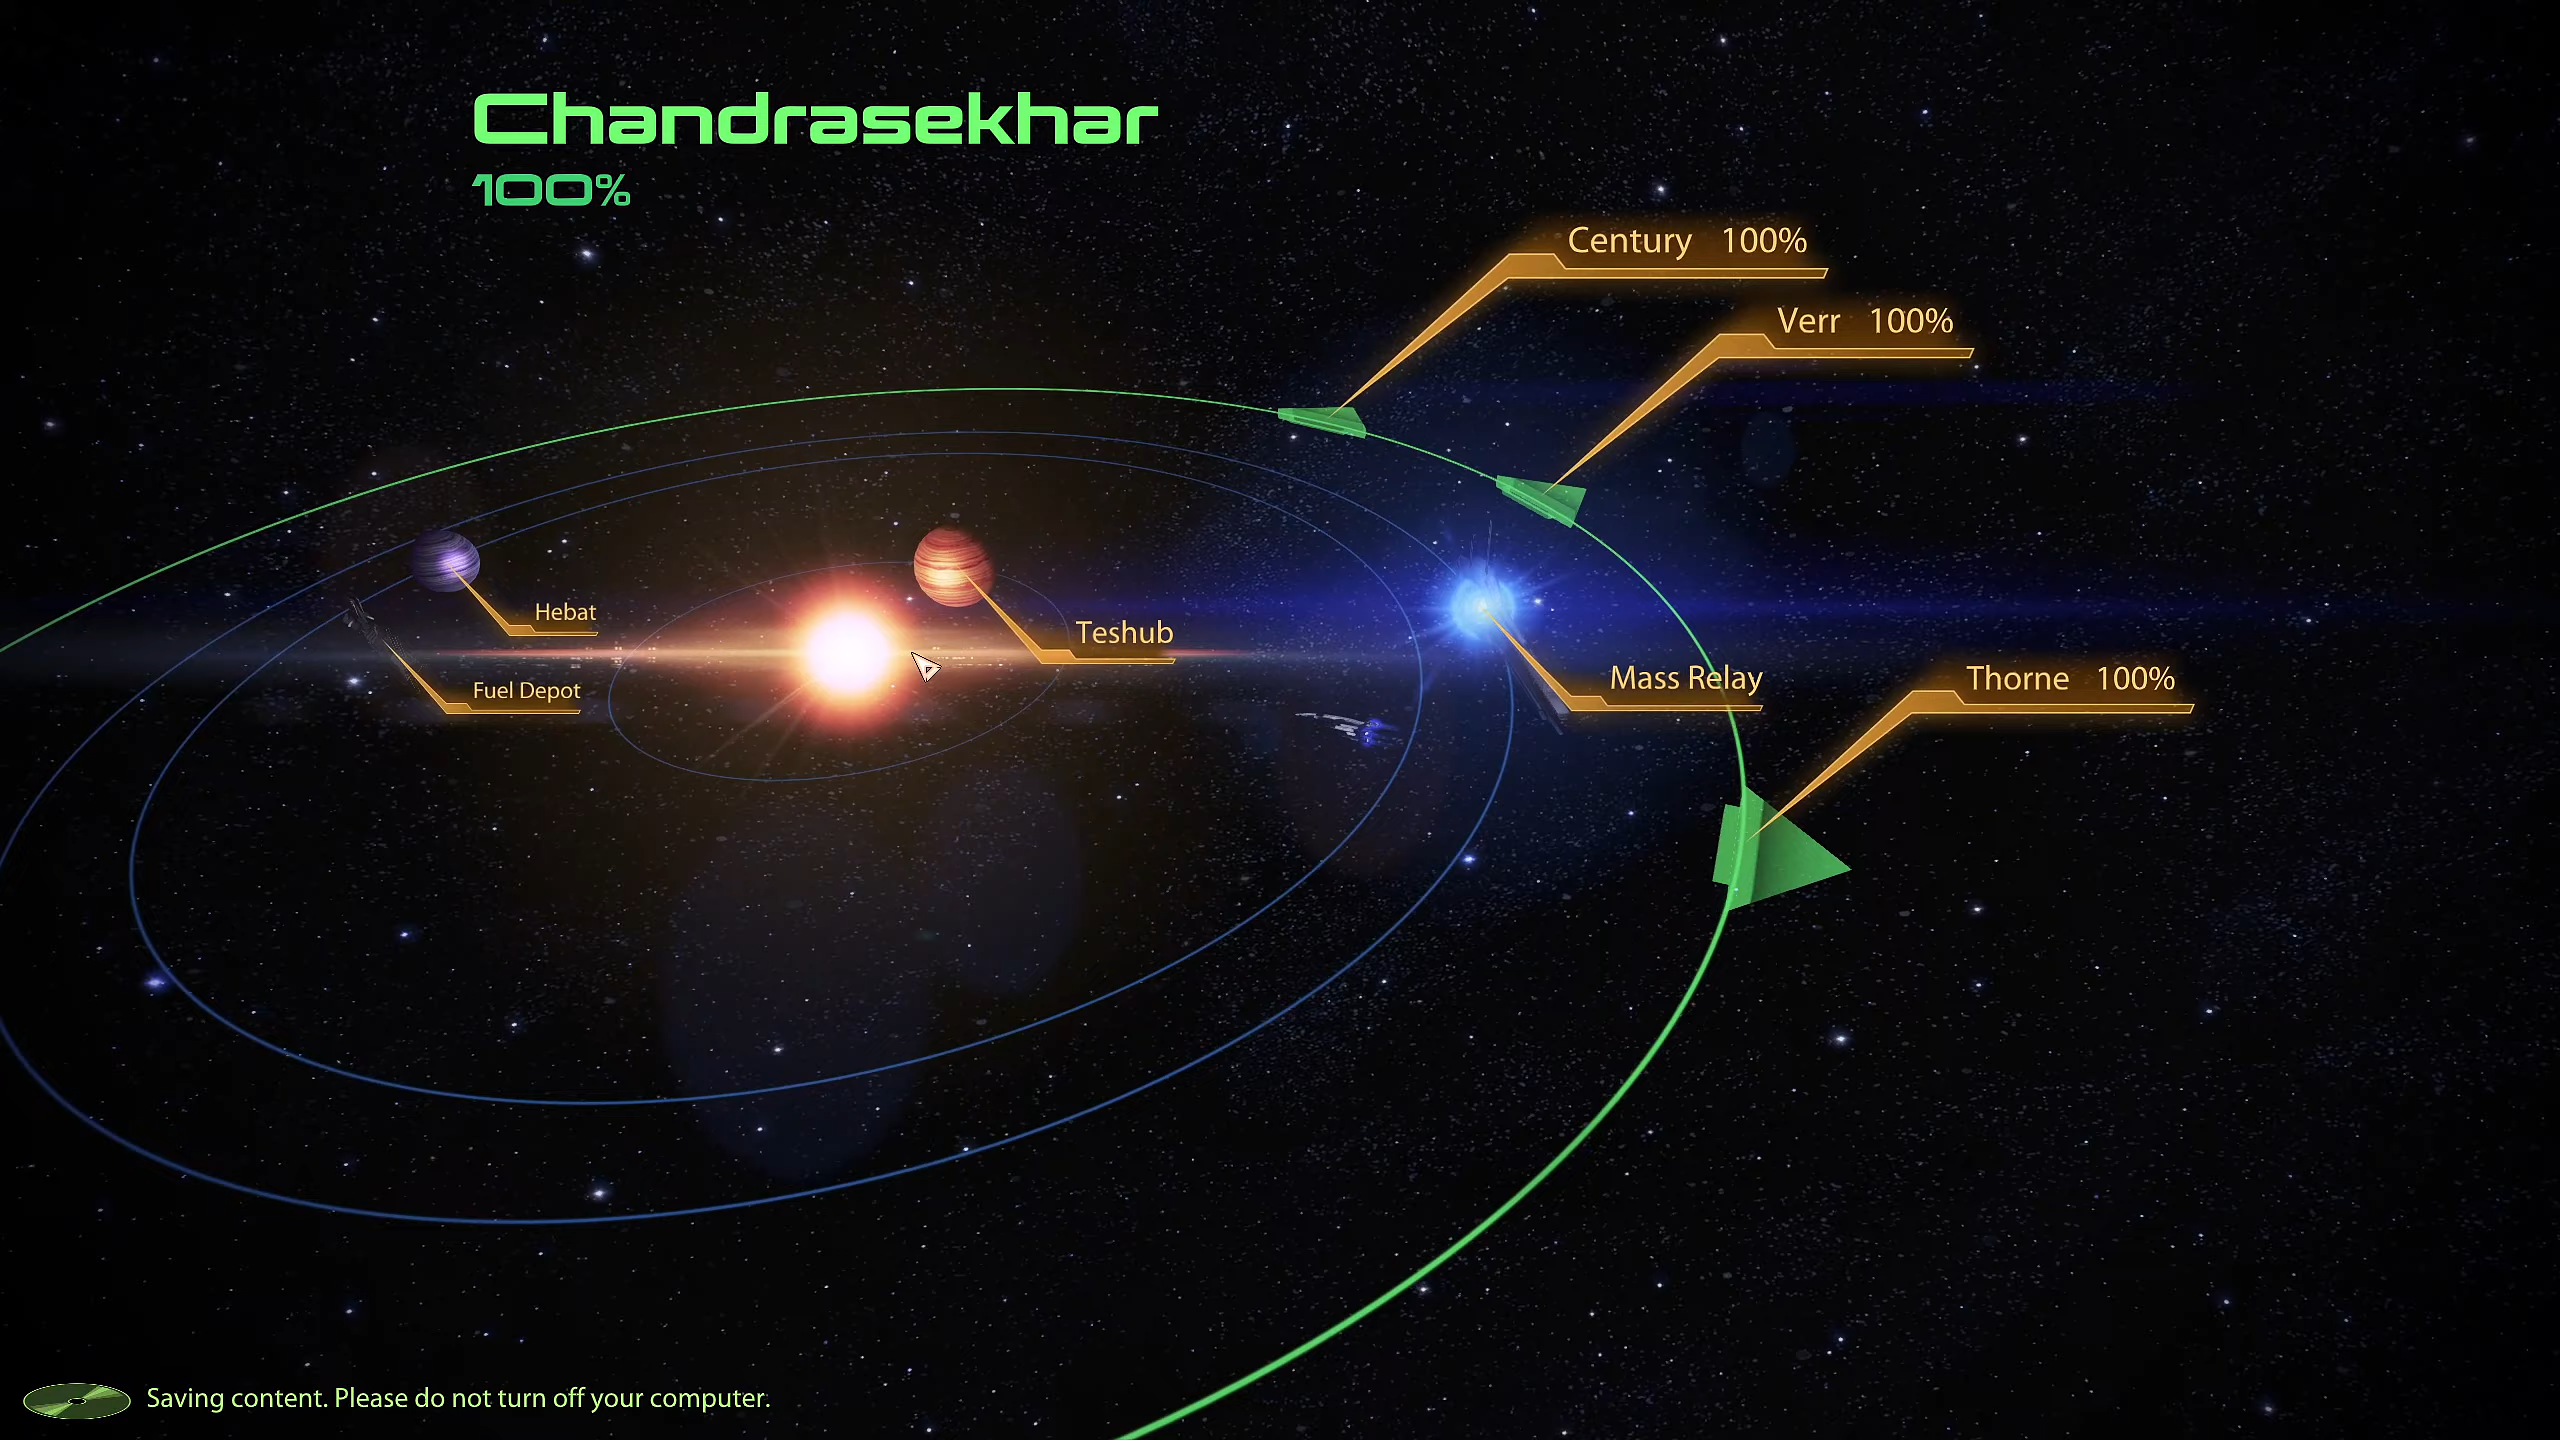 Chandrasekhar
100%
Century 100%
Verr 100%
Hebat
Teshub
Fuel Depot
Mass Relay
Thorne 100%
Saving content. Please do not turn off your computer.